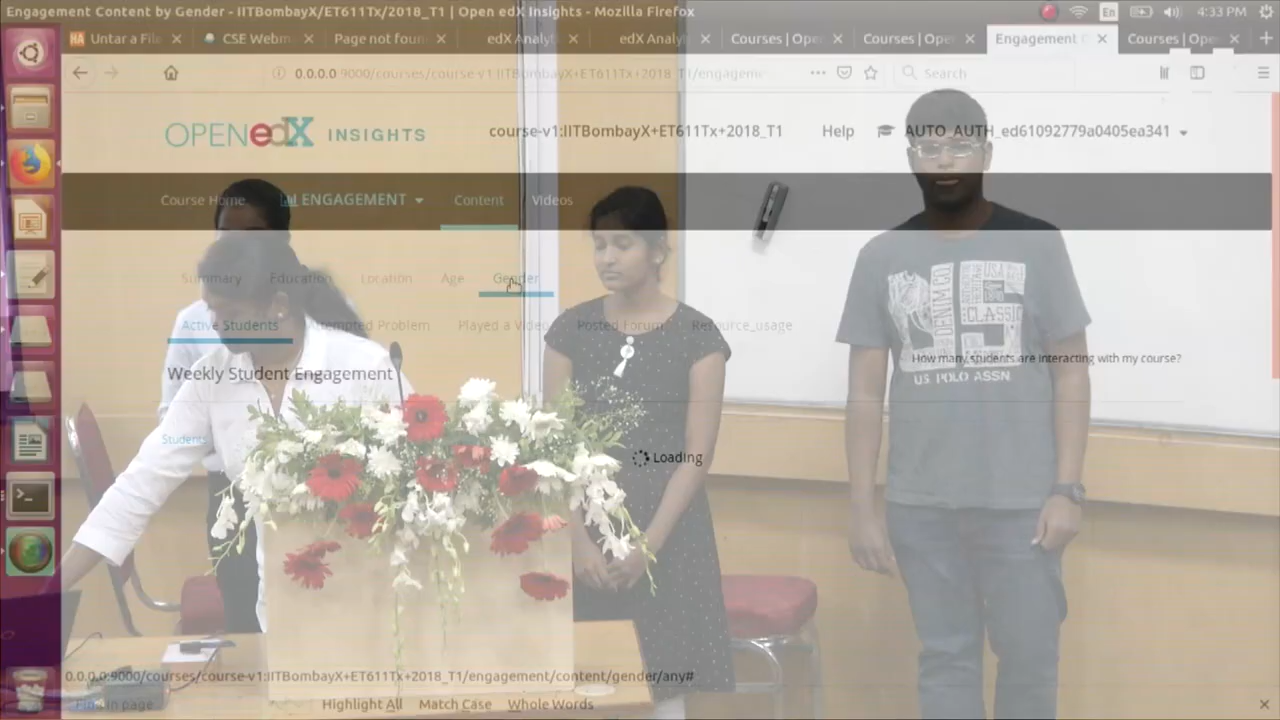 Engagement Content by Gender - IITBombayX/ET611Tx/2018_T1 | Open edX Insights - Mozilla Firefox
En
4:33 PM
HA Untar a File
CSE Webm
Page not foun
edX Analy
edX Analy
Courses | Ope
Courses | Ope
Engagement C
Courses | Ope
0.0.0.0:9000/courses/course-v1:IITBombayX+ET611Tx+2018_T1/engageme
Search
OPEN edX INSIGHTS
course-v1:IITBombayX+ET611Tx+2018_T1
Help
AUTO_AUTH_ed61092779a0405ea341
Course Home
ENGAGEMENT
Content
Videos
Summary
Education
Location
Age
Gender
Active Students
Attempted Problem
Played a Video
Posted Forum
Resource_usage
Weekly Student Engagement
How many students are interacting with my course?
DENIM CO
USA
CLASSIC
US POLO ASSN.
Students
Loading
0.0.0.0:9000/courses/course-v1:IITBombayX+ET611Tx+2018_T1/engagement/content/gender/any#
Find in page
Highlight All
Match Case
Whole Words